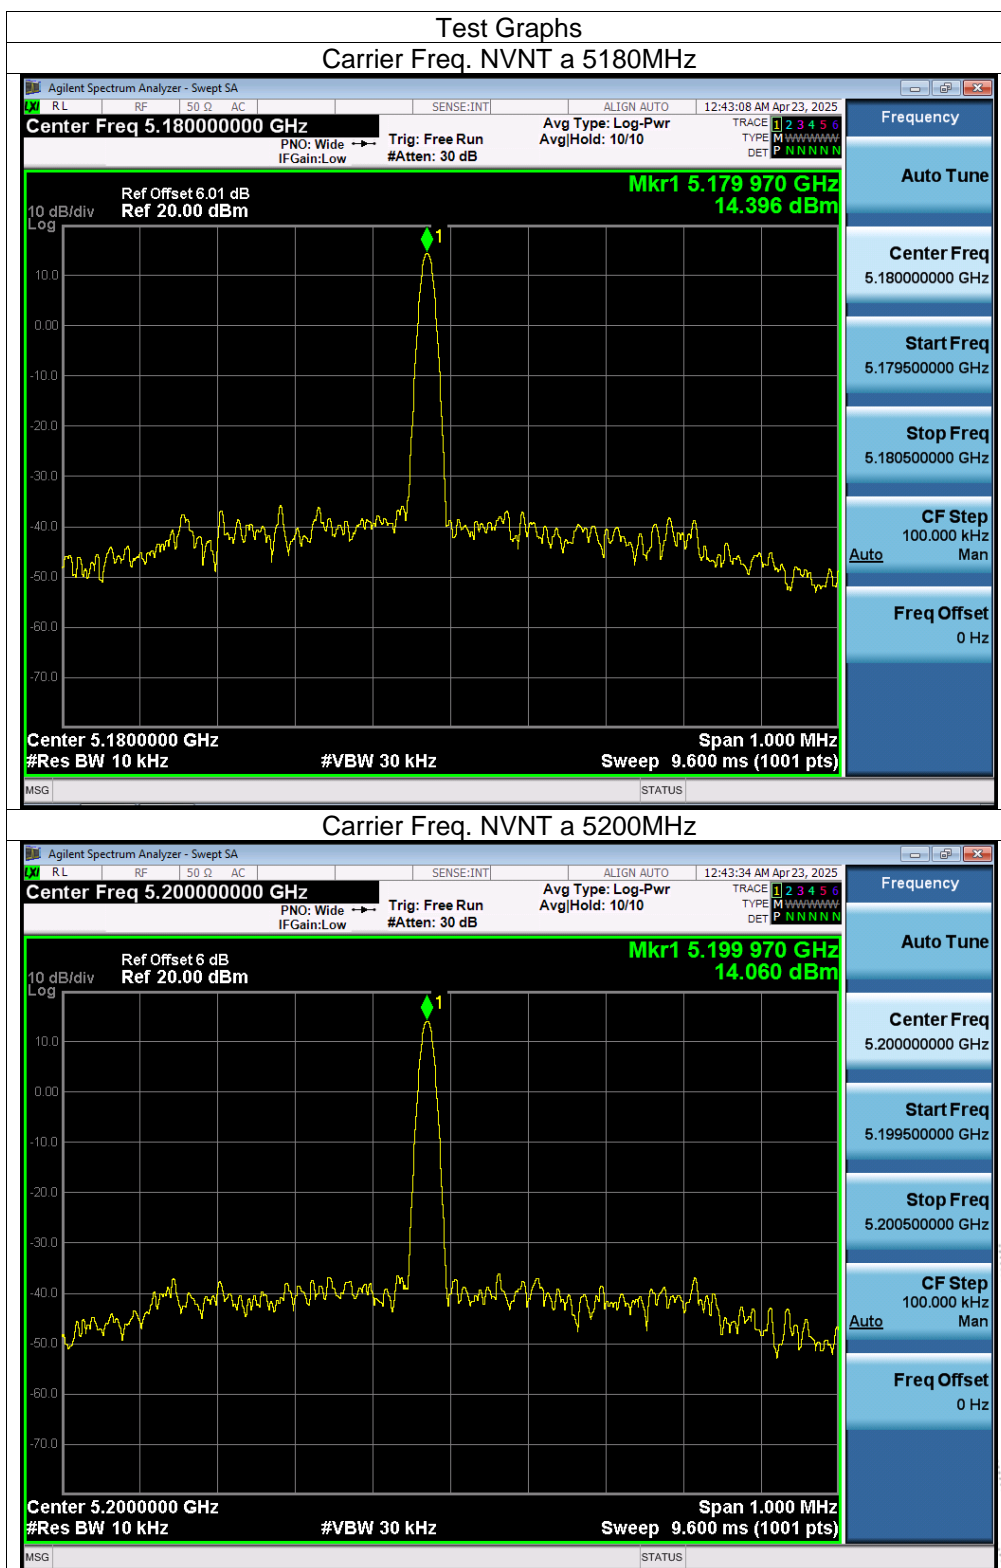 Test Graphs
Carrier Freq. NVNT a 5180MHz
Agilent Spectrum Analyzer - Swept SA
LXI RL RF 50 Ω AC SENSE:INT ALIGN AUTO 12:43:08 AM Apr 23, 2025
Center Freq 5.180000000 GHz
PNO: Wide
IFGain:Low
Trig: Free Run
#Atten: 30 dB
Avg Type: Log-Pwr
Avg|Hold: 10/10
TRACE 1 2 3 4 5 6
TYPE M WWWWW
DET P N N N N N
Frequency
Auto Tune
Center Freq
5.180000000 GHz
Start Freq
5.179500000 GHz
Stop Freq
5.180500000 GHz
CF Step
100.000 kHz
Auto Man
Freq Offset
0 Hz
Mkr1 5.179 970 GHz
14.396 dBm
Ref Offset 6.01 dB
10 dB/div Ref 20.00 dBm
Log
1
10.0
0.00
-10.0
-20.0
-30.0
-40.0
-50.0
-60.0
-70.0
Center 5.1800000 GHz Span 1.000 MHz
#Res BW 10 kHz #VBW 30 kHz Sweep 9.600 ms (1001 pts)
MSG STATUS
Carrier Freq. NVNT a 5200MHz
Agilent Spectrum Analyzer - Swept SA
LXI RL RF 50 Ω AC SENSE:INT ALIGN AUTO 12:43:34 AM Apr 23, 2025
Center Freq 5.200000000 GHz
PNO: Wide
IFGain:Low
Trig: Free Run
#Atten: 30 dB
Avg Type: Log-Pwr
Avg|Hold: 10/10
TRACE 1 2 3 4 5 6
TYPE M WWWWW
DET P N N N N N
Frequency
Auto Tune
Center Freq
5.200000000 GHz
Start Freq
5.199500000 GHz
Stop Freq
5.200500000 GHz
CF Step
100.000 kHz
Auto Man
Freq Offset
0 Hz
Mkr1 5.199 970 GHz
14.060 dBm
Ref Offset 6 dB
10 dB/div Ref 20.00 dBm
Log
1
10.0
0.00
-10.0
-20.0
-30.0
-40.0
-50.0
-60.0
-70.0
Center 5.2000000 GHz Span 1.000 MHz
#Res BW 10 kHz #VBW 30 kHz Sweep 9.600 ms (1001 pts)
MSG STATUS